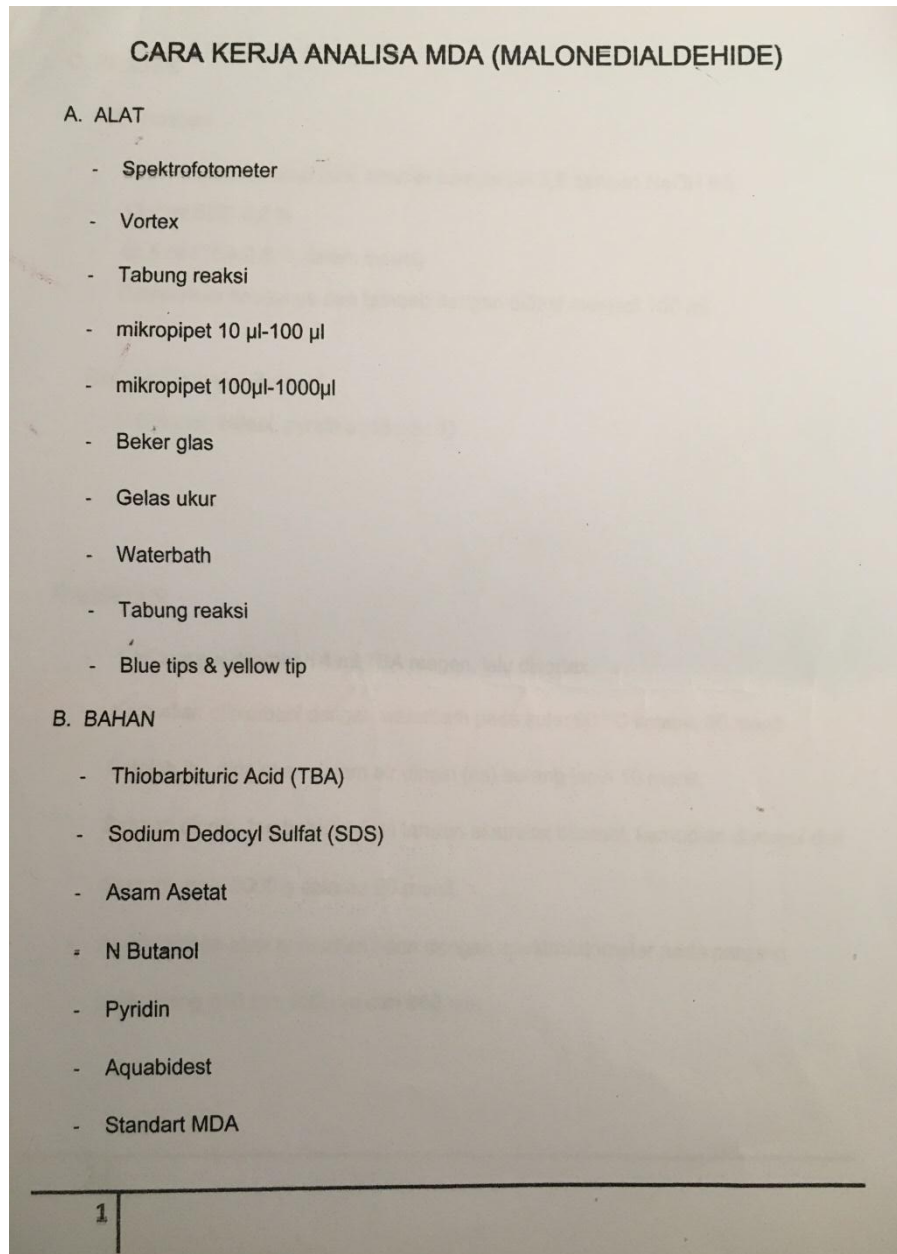 CARA KERJA ANALISA MDA (MALONEDIALDEHIDE)
A. ALAT
- Spektrofotometer
- Vortex
- Tabung reaksi
- mikropipet 10 µl-100 µl
- mikropipet 100µl-1000µl
- Beker glas
- Gelas ukur
- Waterbath
- Tabung reaksi
- Blue tips & yellow tip
B. BAHAN
- Thiobarbituric Acid (TBA)
- Sodium Dedocyl Sulfat (SDS)
- Asam Asetat
- N Butanol
- Pyridin
- Aquabidest
- Standart MDA
1